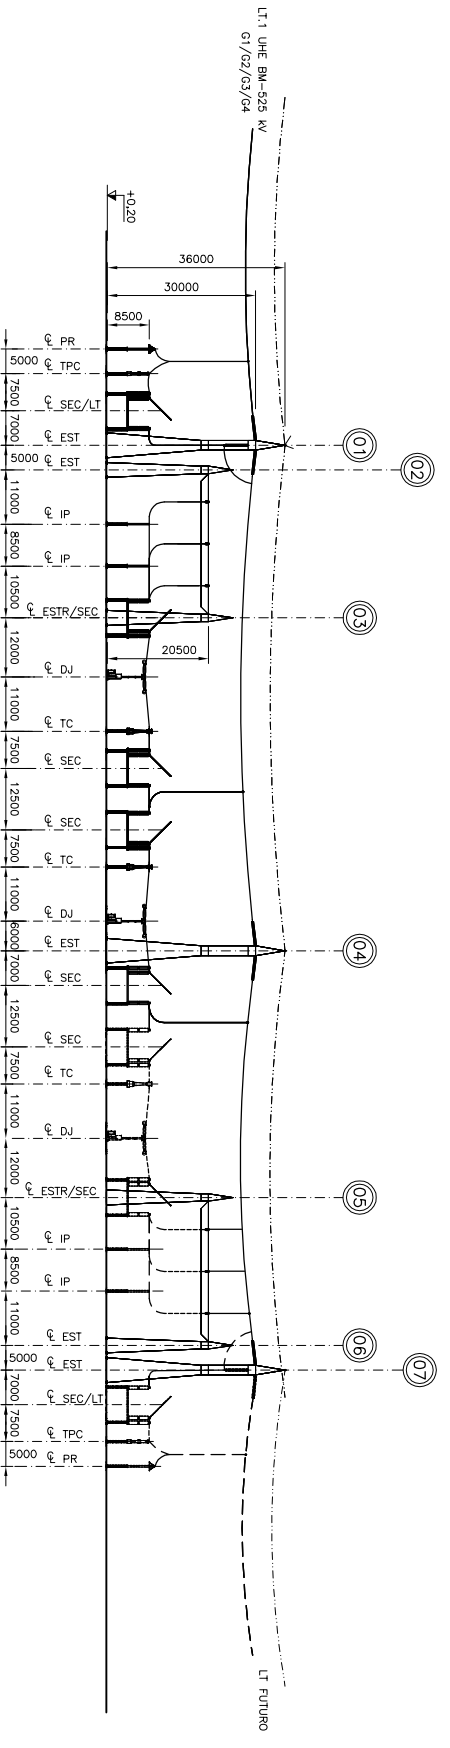 LT.1 UHE BM-525 kV
G1/G2/G3/G4
+0,20
36000
30000
8500
20500
01
02
03
04
05
06
07
℄ PR
℄ TPC
℄ SEC/LT
℄ EST
℄ EST
℄ IP
℄ IP
℄ ESTR/SEC
℄ DJ
℄ TC
℄ SEC
℄ SEC
℄ TC
℄ DJ
℄ EST
℄ SEC
℄ SEC
℄ TC
℄ DJ
℄ ESTR/SEC
℄ IP
℄ IP
℄ EST
℄ EST
℄ SEC/LT
℄ TPC
℄ PR
5000
7500
7000
5000
11000
8500
10500
12000
11000
7500
12500
7500
11000
6000
7000
12500
7500
11000
12000
10500
8500
11000
5000
7000
7500
5000
LT FUTURO